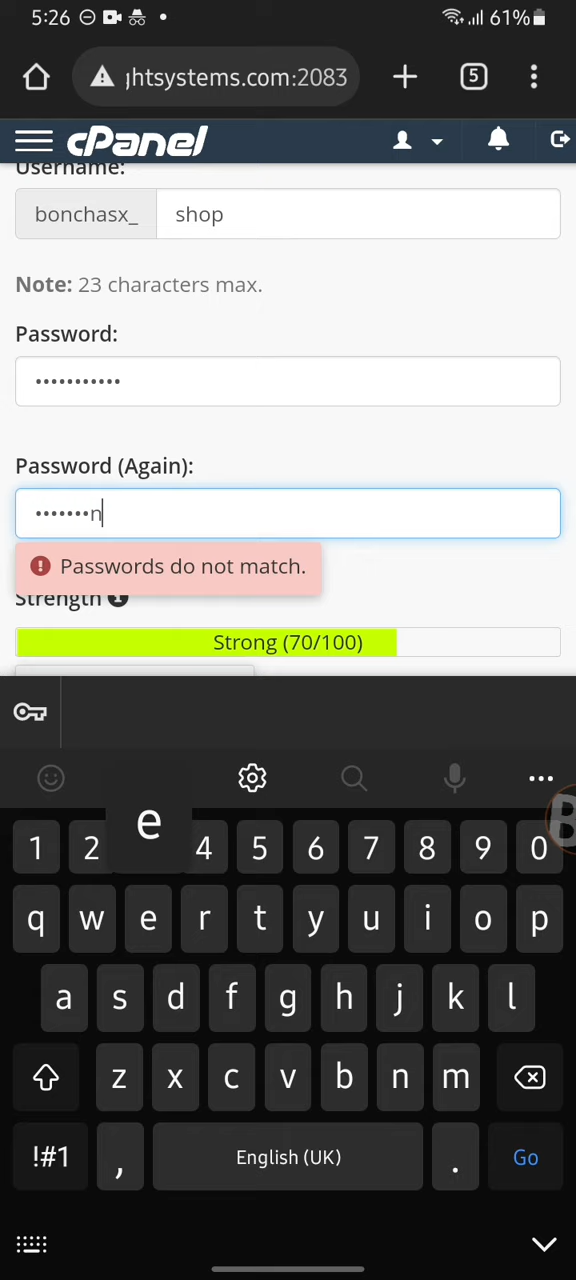 5:26 61%
ɥhtsystems.com:2083 5
cPanel
Username:
bonchasx_ shop
Note: 23 characters max.
Password:
•••••••••••
Password (Again):
•••••••n
Passwords do not match.
Strength
Strong (70/100)
e
1 2 4 5 6 7 8 9 0
q w e r t y u i o p
a s d f g h j k l
z x c v b n m
!#1 , English (UK) . Go